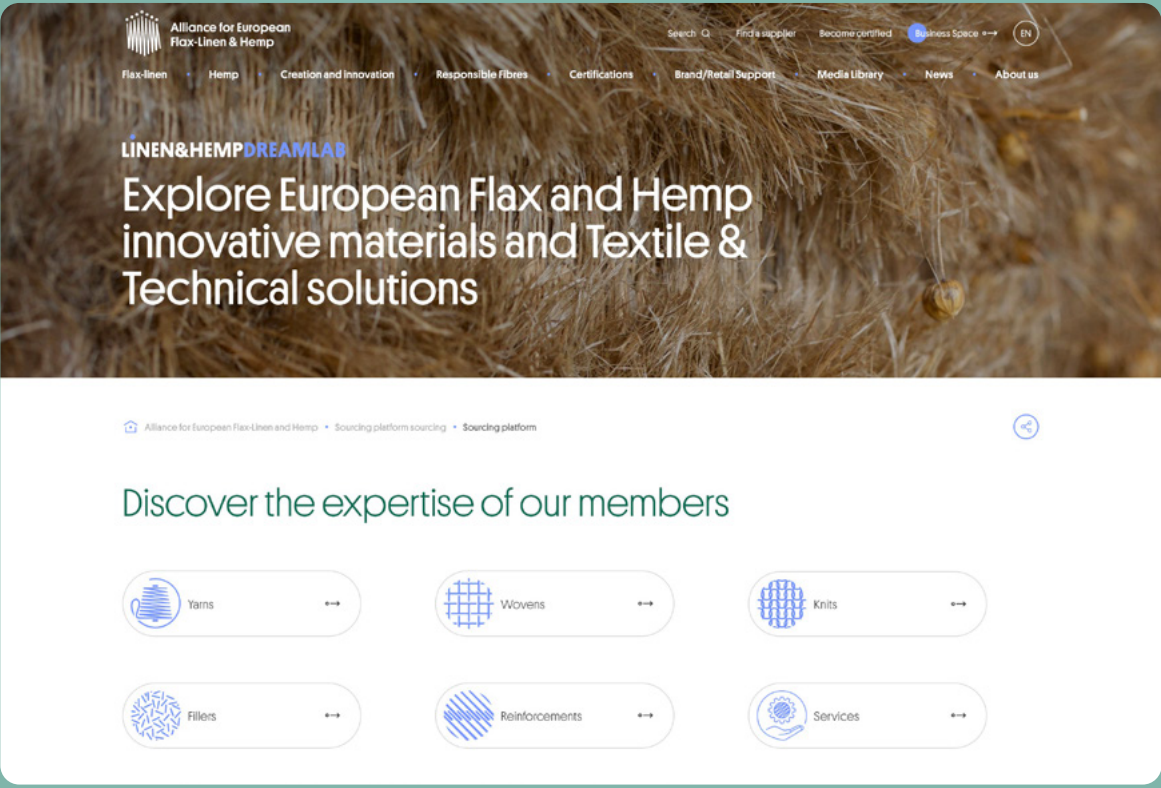 Alliance for European
Flax-Linen & Hemp
Search
Find a supplier
Become certified
Business Space
EN
Flax-linen
Hemp
Creation and innovation
Responsible Fibres
Certifications
Brand/Retail Support
Media Library
News
About us
LINEN&HEMPDREAMLAB
Explore European Flax and Hemp
innovative materials and Textile &
Technical solutions
Alliance for European Flax-Linen and Hemp • Sourcing platform sourcing • Sourcing platform
Discover the expertise of our members
Yarns
Wovens
Knits
Fillers
Reinforcements
Services